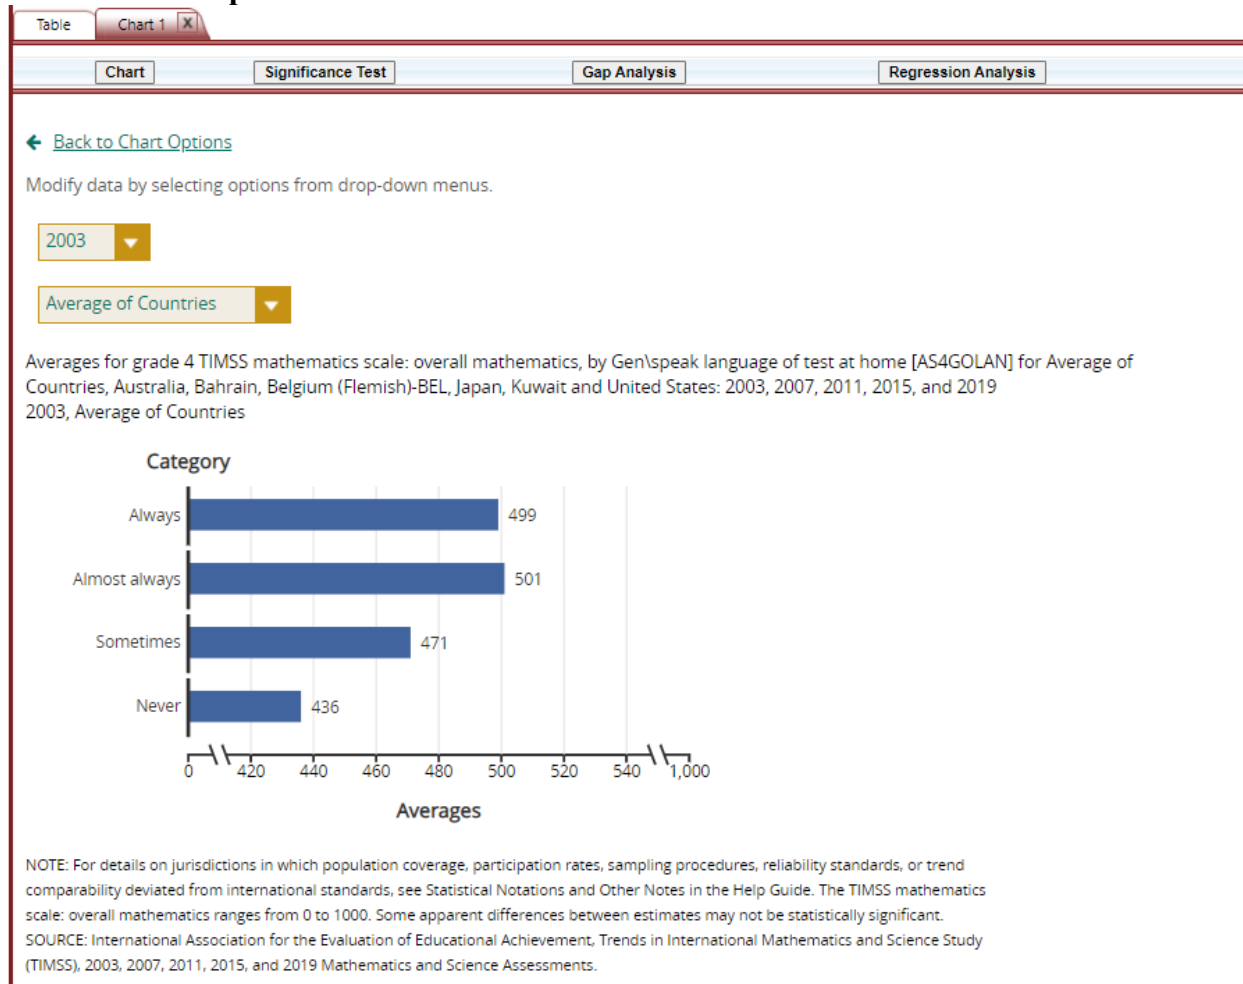 Table Chart 1 X
Chart Significance Test Gap Analysis Regression Analysis
Back to Chart Options
Modify data by selecting options from drop-down menus.
2003
Average of Countries
Averages for grade 4 TIMSS mathematics scale: overall mathematics, by Gen\speak language of test at home [AS4GOLAN] for Average of
Countries, Australia, Bahrain, Belgium (Flemish)-BEL, Japan, Kuwait and United States: 2003, 2007, 2011, 2015, and 2019
2003, Average of Countries
Category
Always 499
Almost always 501
Sometimes 471
Never 436
0 420 440 460 480 500 520 540 1,000
Averages
NOTE: For details on jurisdictions in which population coverage, participation rates, sampling procedures, reliability standards, or trend
comparability deviated from international standards, see Statistical Notations and Other Notes in the Help Guide. The TIMSS mathematics
scale: overall mathematics ranges from 0 to 1000. Some apparent differences between estimates may not be statistically significant.
SOURCE: International Association for the Evaluation of Educational Achievement, Trends in International Mathematics and Science Study
(TIMSS), 2003, 2007, 2011, 2015, and 2019 Mathematics and Science Assessments.